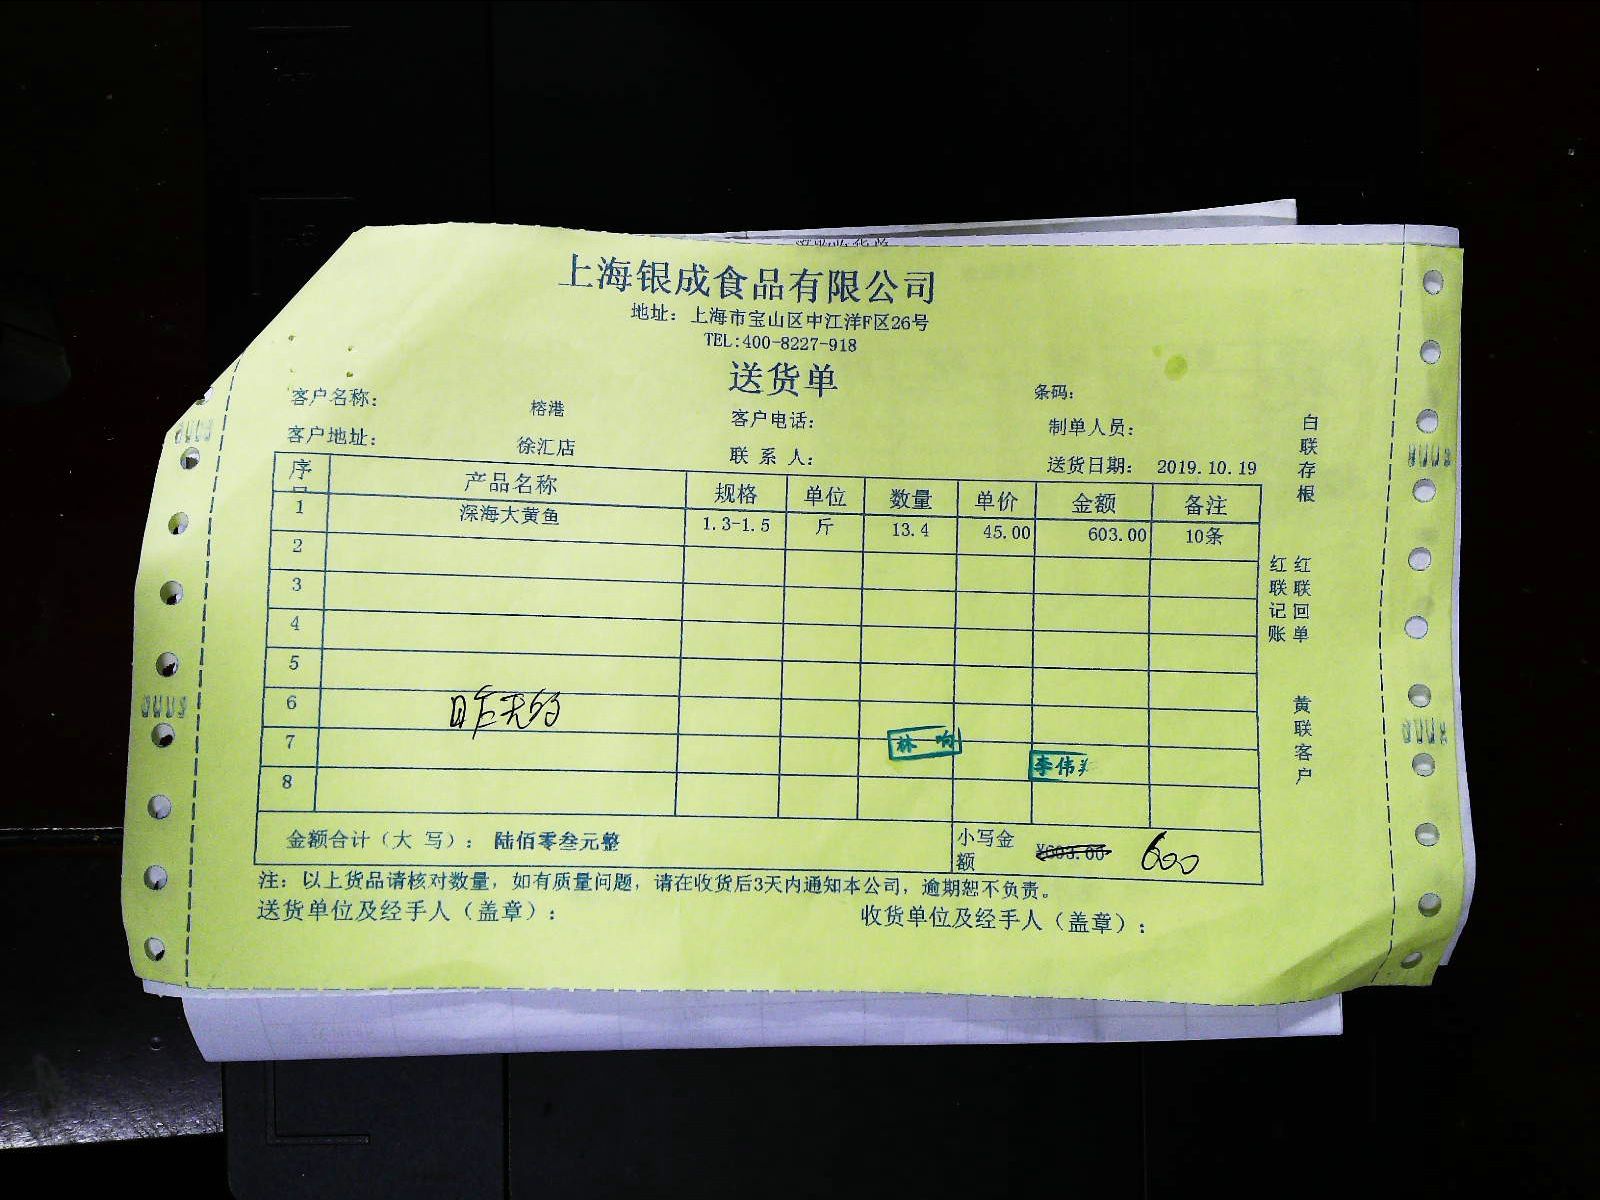 上海银成食品有限公司
地址：上海市宝山区中江洋F区26号
TEL:400-8227-918
送货单
客户名称： 榕港 客户电话： 条码：
客户地址： 徐汇店 联 系 人： 制单人员：
送货日期： 2019.10.19
序 产品名称 规格 单位 数量 单价 金额 备注
1 深海大黄鱼 1.3-1.5 斤 13.4 45.00 603.00 10条
2
3
4
5
6 昨天的
7 林 响 李伟
8
金额合计（大 写）： 陆佰零叁元整 小写金额 ¥603.00 600
注：以上货品请核对数量，如有质量问题，请在收货后3天内通知本公司，逾期恕不负责。
送货单位及经手人（盖章）： 收货单位及经手人（盖章）：
白联存根
红联记账
红联回单
黄联客户